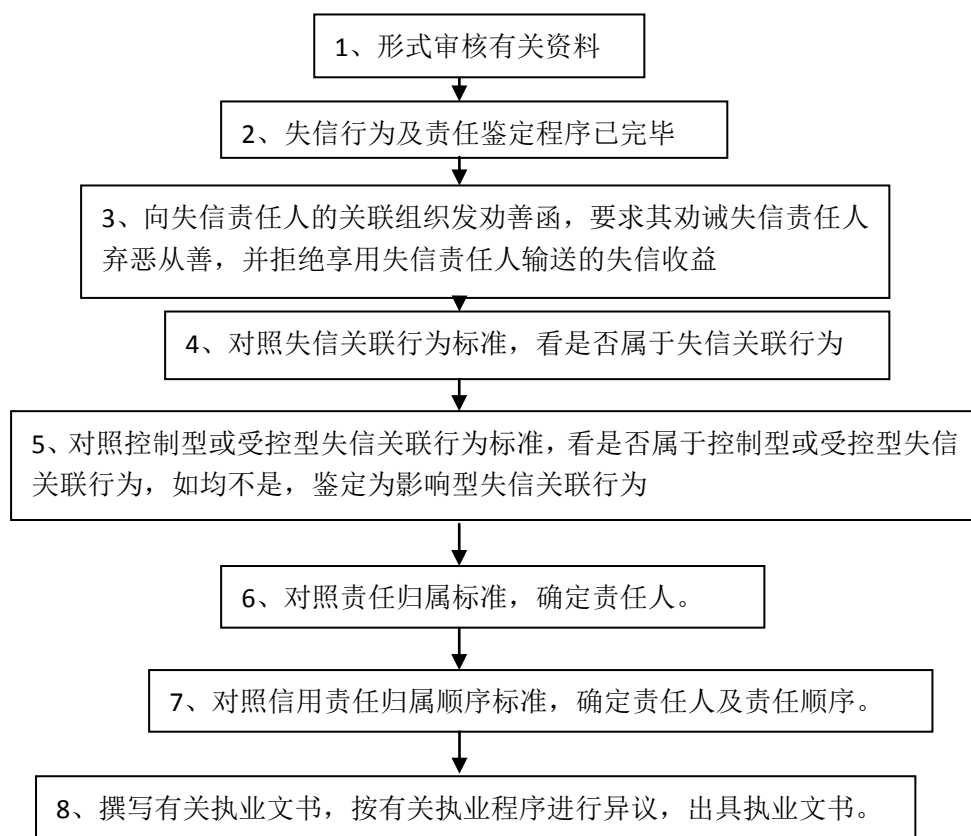 1、形式审核有关资料
2、失信行为及责任鉴定程序已完毕
3、向失信责任人的关联组织发劝善函，要求其劝诫失信责任人
弃恶从善，并拒绝享用失信责任人输送的失信收益
4、对照失信关联行为标准，看是否属于失信关联行为
5、对照控制型或受控型失信关联行为标准，看是否属于控制型或受控型失信
关联行为，如均不是，鉴定为影响型失信关联行为
6、对照责任归属标准，确定责任人。
7、对照信用责任归属顺序标准，确定责任人及责任顺序。
8、撰写有关执业文书，按有关执业程序进行异议，出具执业文书。